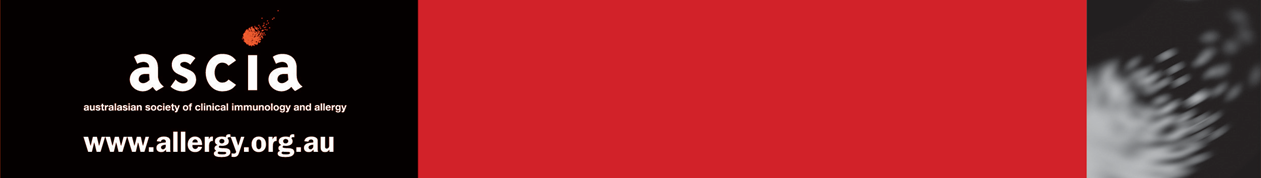 ascia
australasian society of clinical immunology and allergy
www.allergy.org.au